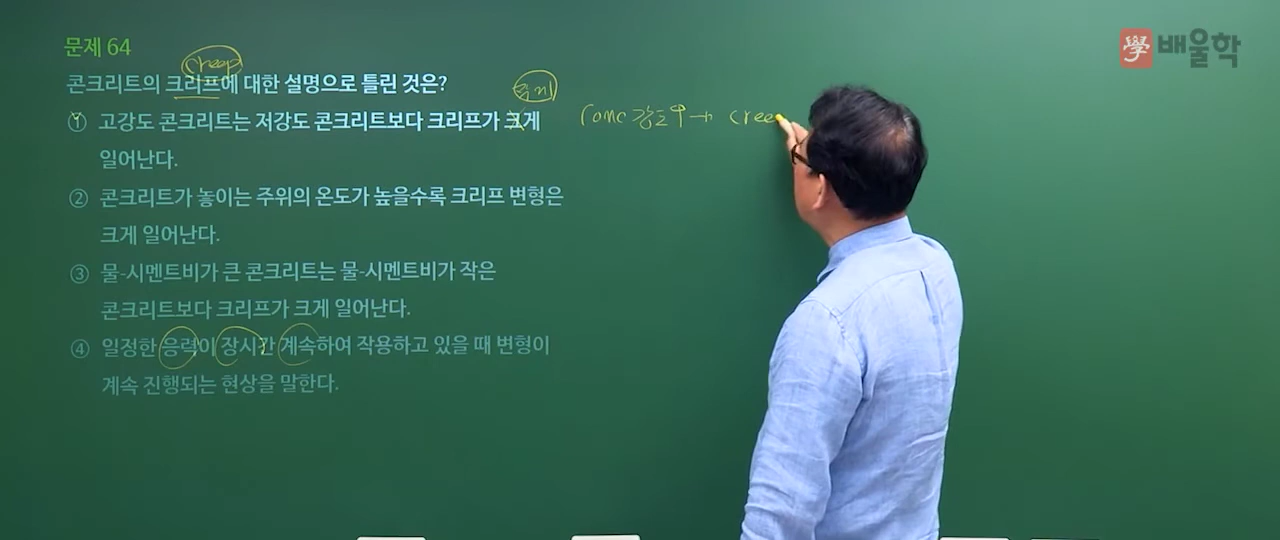 學 배울학
문제 64
creep
콘크리트의 크리프에 대한 설명으로 틀린 것은?
작게
① 고강도 콘크리트는 저강도 콘크리트보다 크리프가 크게
일어난다.
conc 강도↑→ cree
② 콘크리트가 놓이는 주위의 온도가 높을수록 크리프 변형은
크게 일어난다.
③ 물-시멘트비가 큰 콘크리트는 물-시멘트비가 작은
콘크리트보다 크리프가 크게 일어난다.
④ 일정한 응력이 장시간 계속하여 작용하고 있을 때 변형이
계속 진행되는 현상을 말한다.